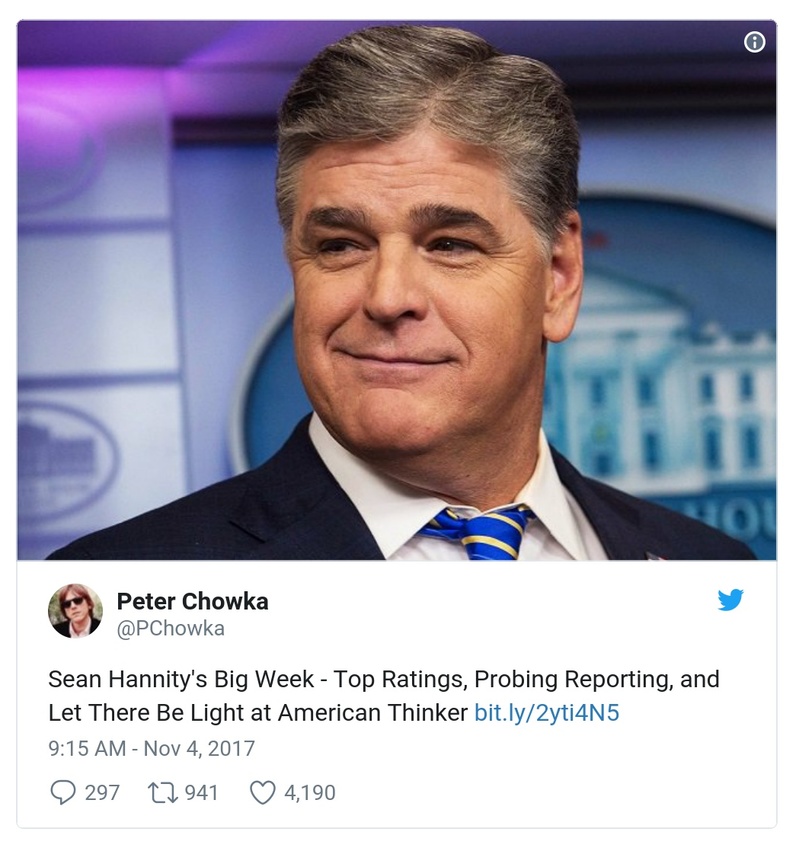 HOU
Peter Chowka
@PChowka
Sean Hannity's Big Week - Top Ratings, Probing Reporting, and
Let There Be Light at American Thinker bit.ly/2yti4N5
9:15 AM - Nov 4, 2017
297 941 4,190